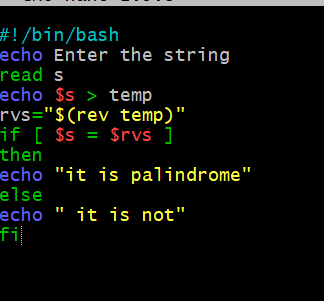 #!/bin/bash
echo Enter the string
read s
echo $s > temp
rvs="$(rev temp)"
if [ $s = $rvs ]
then
echo "it is palindrome"
else
echo " it is not"
fi